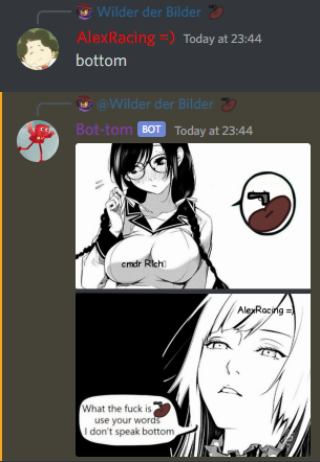 Wilder der Bilder
AlexRacing =) Today at 23:44
bottom
@Wilder der Bilder
Bot-tom BOT Today at 23:44
cmdr R1ch
AlexRacing =)
What the fuck is
use your words
I don't speak bottom